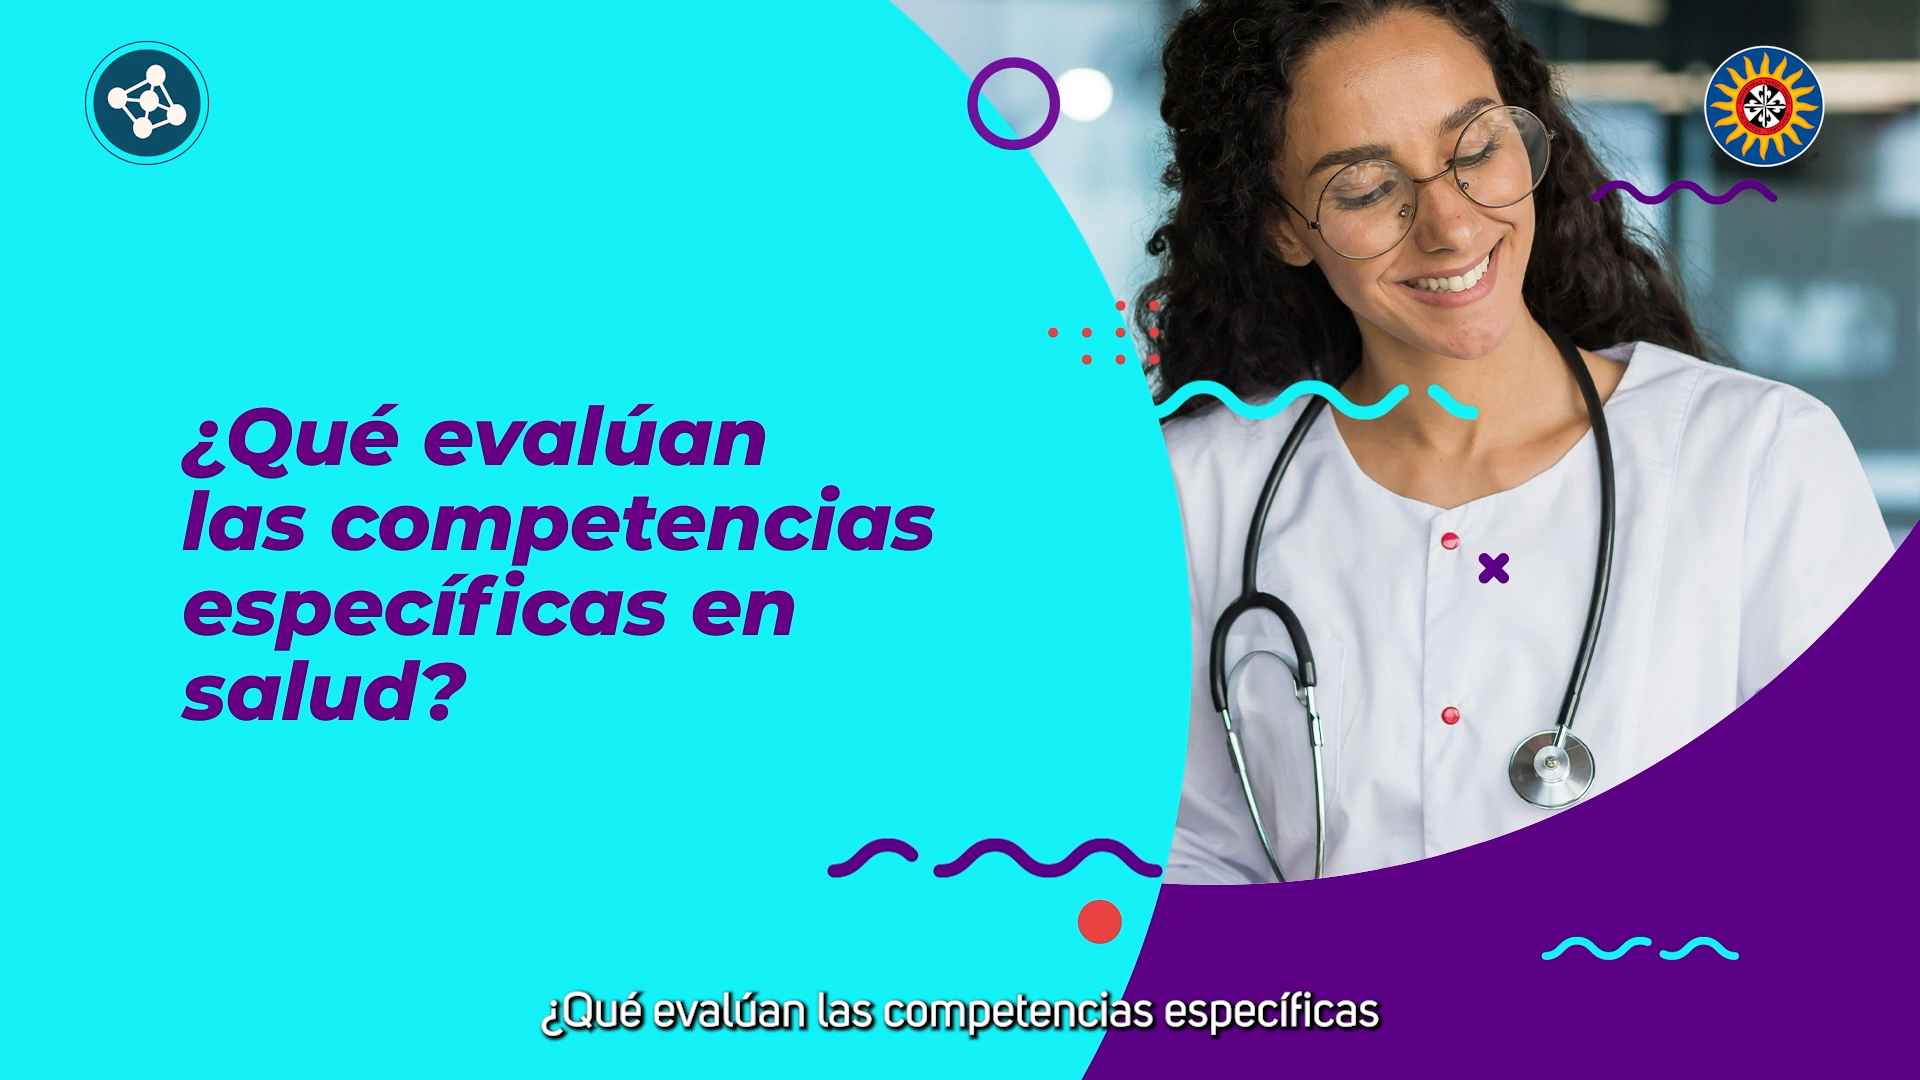 ¿Qué evalúan
las competencias
específicas en
salud?
¿Qué evalúan las competencias específicas